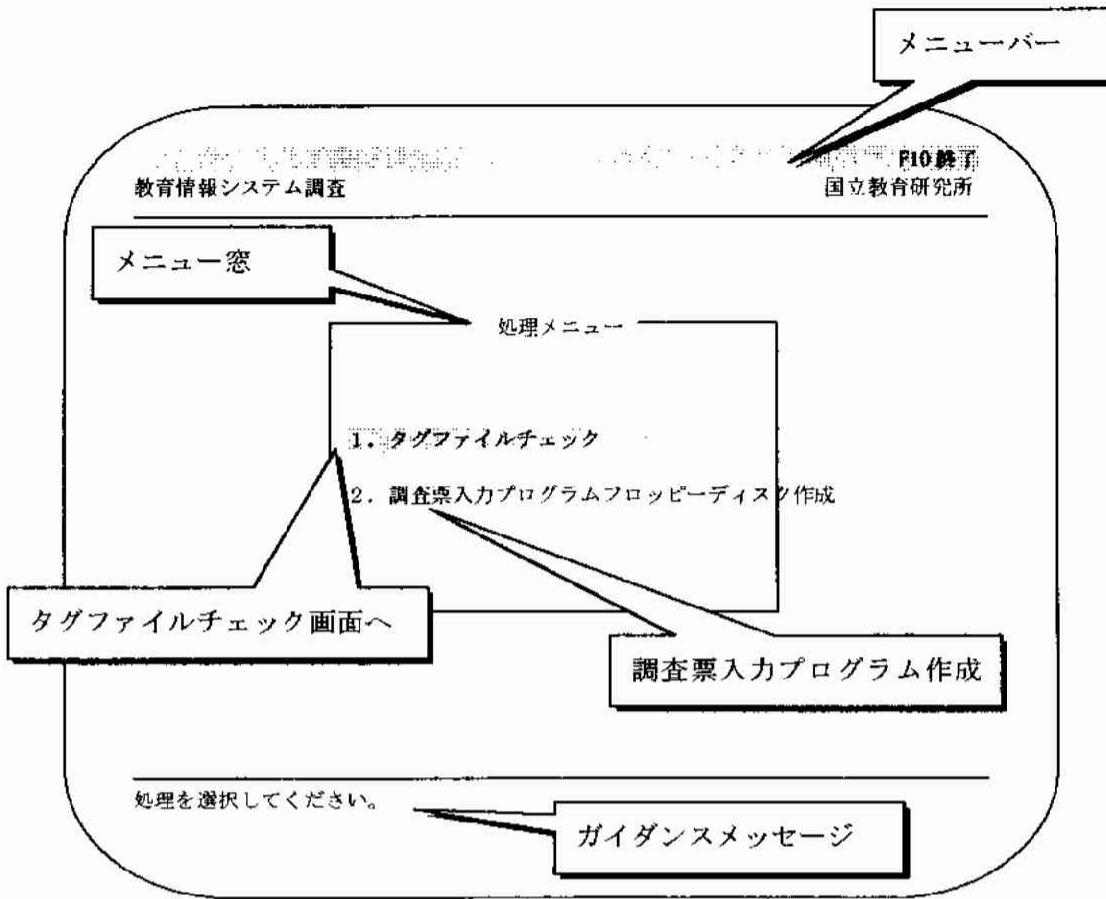 メニューバー
F10終了
教育情報システム調査
国立教育研究所
メニュー窓
処理メニュー
1. タグファイルチェック
2. 調査票入力プログラムフロッピーディスク作成
タグファイルチェック画面へ
調査票入力プログラム作成
処理を選択してください。
ガイダンスメッセージ